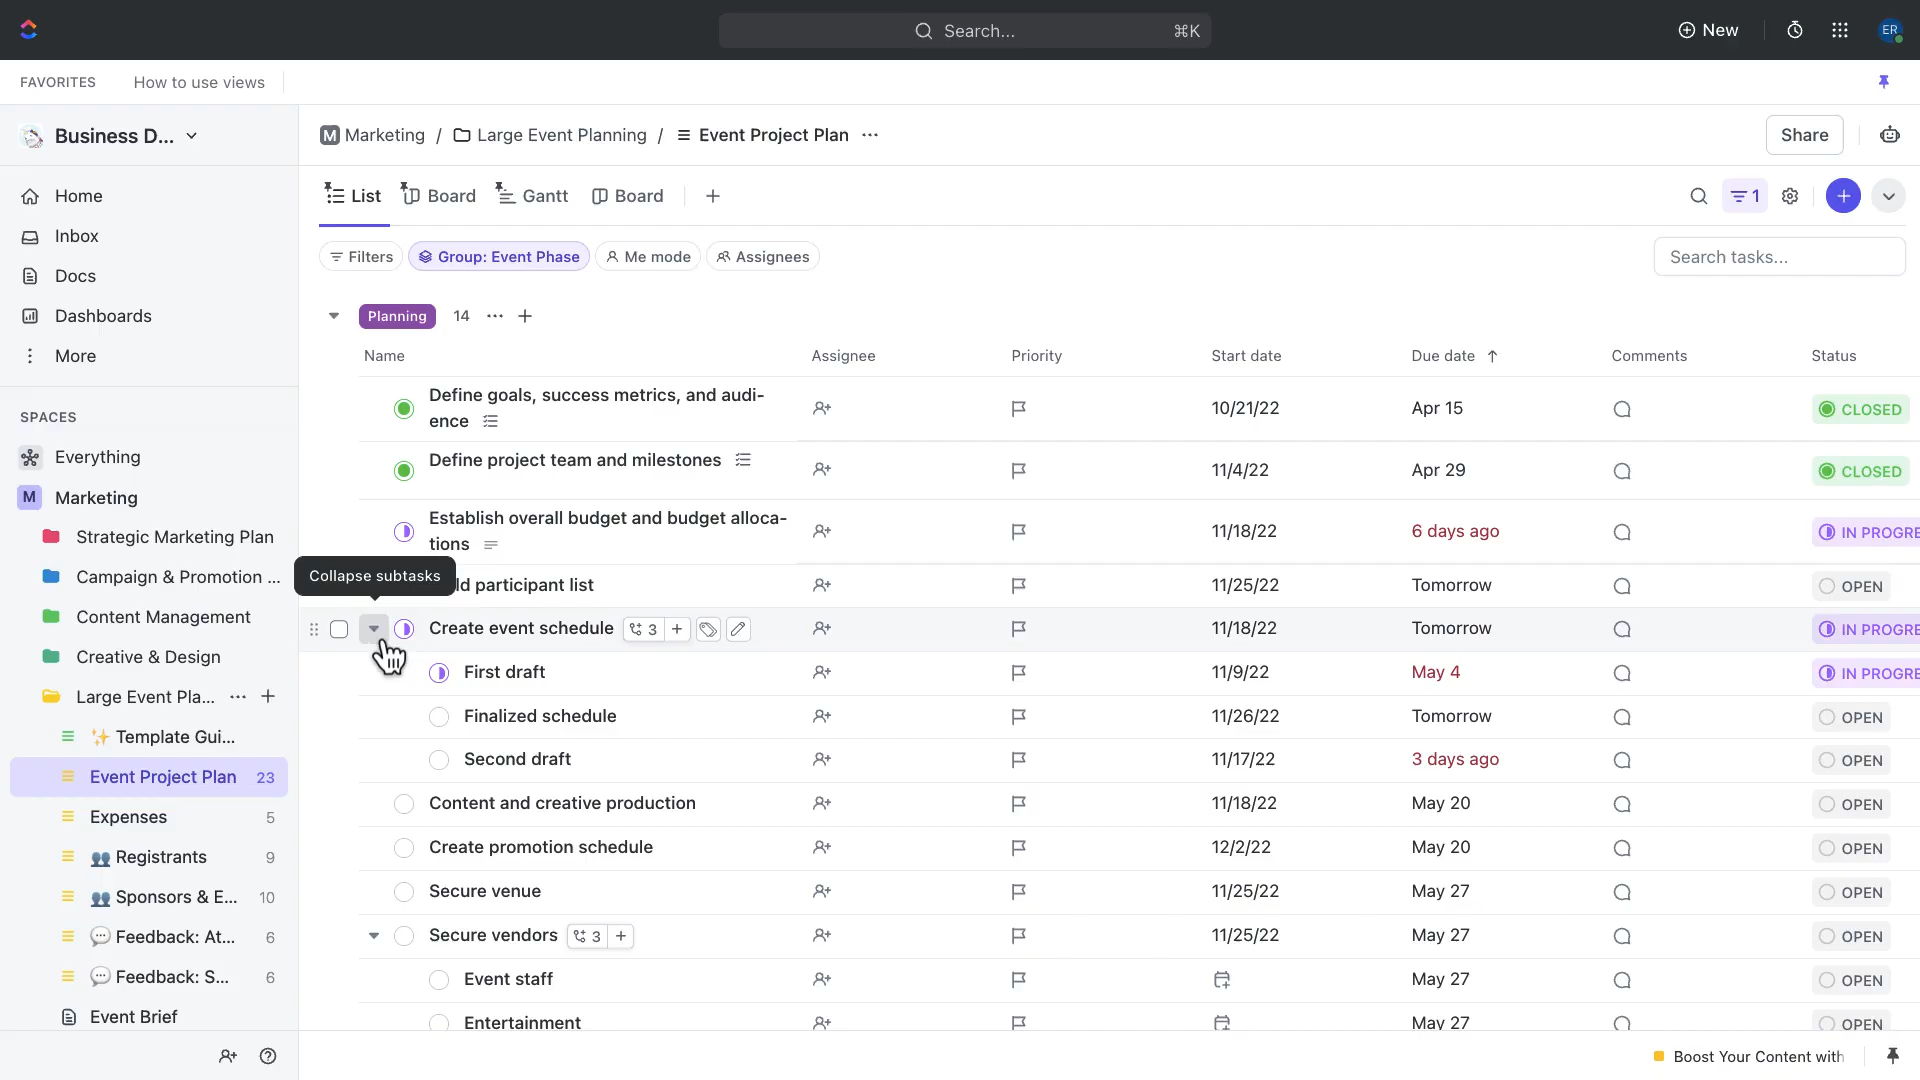 Search...
⌘K
New
ER
FAVORITES
How to use views
Business D...
M Marketing / Large Event Planning / Event Project Plan
Share
Home
Inbox
Docs
Dashboards
More
SPACES
Everything
M Marketing
Strategic Marketing Plan
Campaign & Promotion ...
Content Management
Creative & Design
Large Event Pla...
Template Gui...
Event Project Plan 23
Expenses 5
Registrants 9
Sponsors & E... 10
Feedback: At... 6
Feedback: S... 6
Event Brief
List
Board
Gantt
Board
1
Filters
Group: Event Phase
Me mode
Assignees
Search tasks...
Planning 14
Name Assignee Priority Start date Due date Comments Status
Define goals, success metrics, and audi-
ence
10/21/22 Apr 15 CLOSED
Define project team and milestones 11/4/22 Apr 29 CLOSED
Establish overall budget and budget alloca-
tions
11/18/22 6 days ago IN PROGRE
Collapse subtasks
ld participant list 11/25/22 Tomorrow OPEN
Create event schedule 3 11/18/22 Tomorrow IN PROGRE
First draft 11/9/22 May 4 IN PROGRE
Finalized schedule 11/26/22 Tomorrow OPEN
Second draft 11/17/22 3 days ago OPEN
Content and creative production 11/18/22 May 20 OPEN
Create promotion schedule 12/2/22 May 20 OPEN
Secure venue 11/25/22 May 27 OPEN
Secure vendors 3 11/25/22 May 27 OPEN
Event staff May 27 OPEN
Entertainment May 27 OPEN
Boost Your Content with